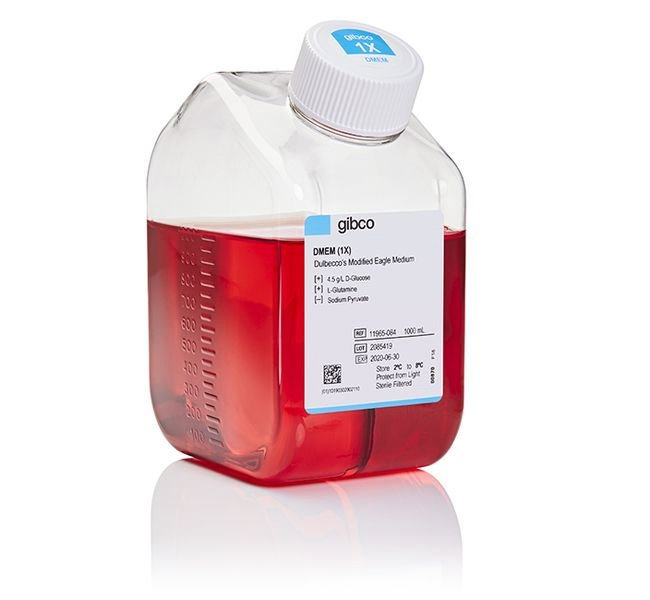 gibco
1X
DMEM
gibco
DMEM (1X)
Dulbecco's Modified Eagle Medium
[+] 4.5 g/L D-Glucose
[+] L-Glutamine
[–] Sodium Pyruvate
REF 11965-084 1000 mL
LOT 2085419
EXP 2020-06-30
Store 2°C to 8°C
Protect from Light
Sterile Filtered
800
700
600
500
400
300
200
100